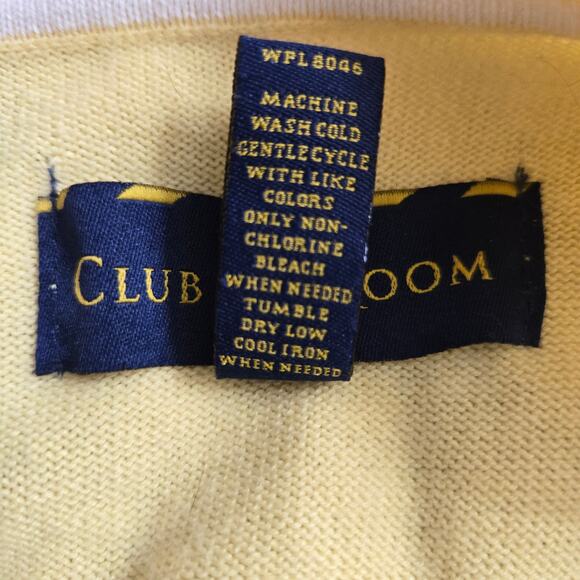 WPL8046
MACHINE
WASH COLD
GENTLE CYCLE
WITH LIKE
COLORS
ONLY NON-
CHLORINE
BLEACH
WHEN NEEDED
TUMBLE
DRY LOW
COOL IRON
WHEN NEEDED
CLUB OOM